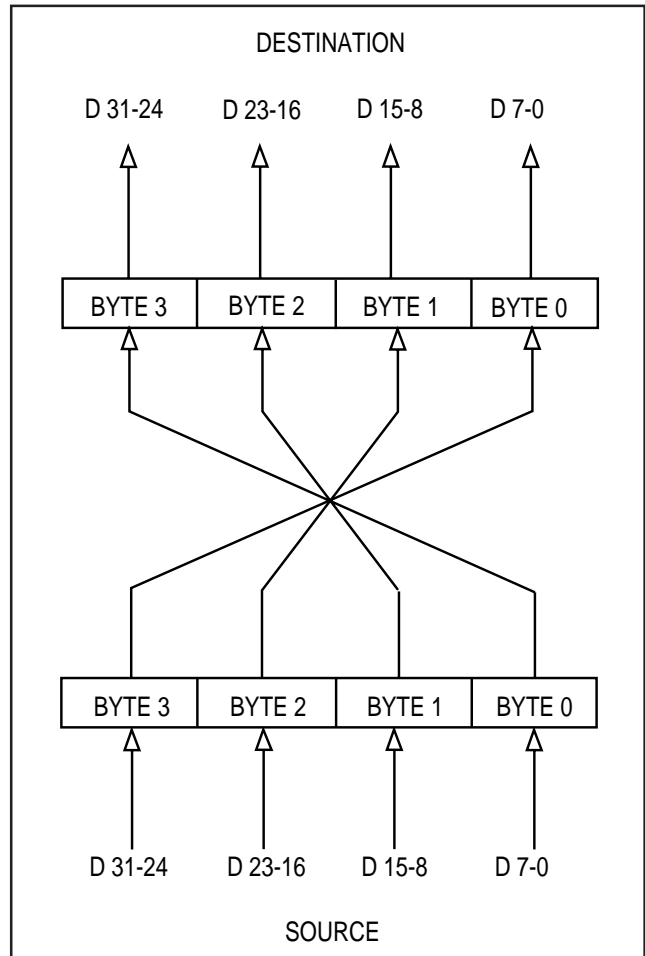 DESTINATION
D 31-24 D 23-16 D 15-8 D 7-0
BYTE 3 BYTE 2 BYTE 1 BYTE 0
BYTE 3 BYTE 2 BYTE 1 BYTE 0
D 31-24 D 23-16 D 15-8 D 7-0
SOURCE